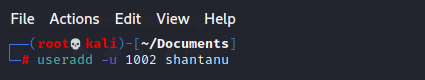 File Actions Edit View Help
┌──(root💀kali)-[~/Documents]
└─# useradd -u 1002 shantanu